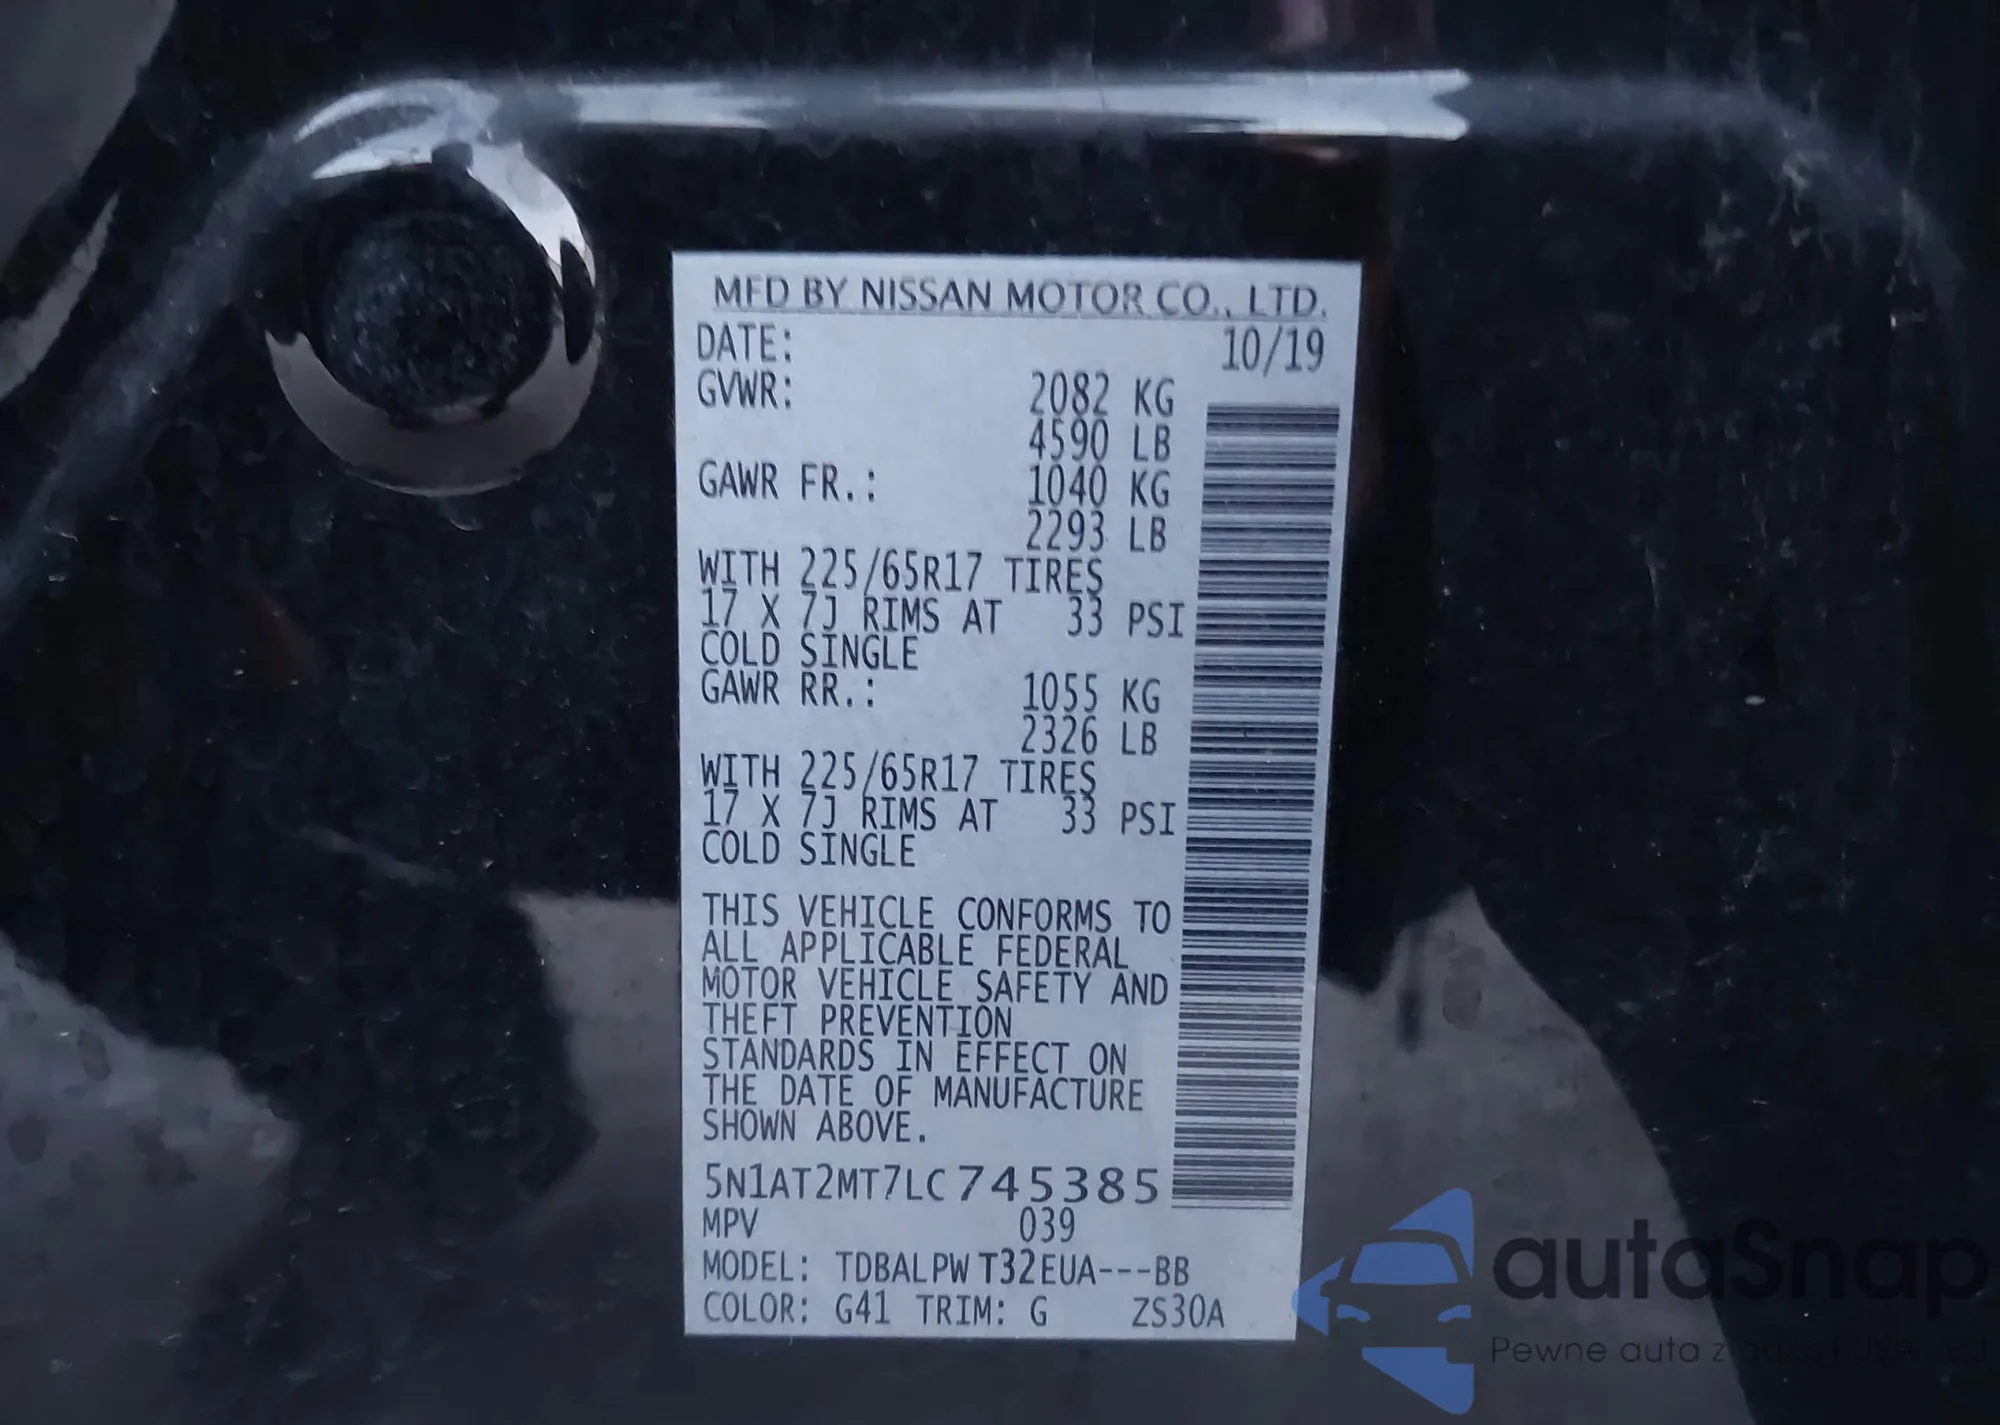 MFD BY NISSAN MOTOR CO., LTD.
DATE: 10/19
GVWR: 2082 KG
4590 LB
GAWR FR.: 1040 KG
2293 LB
WITH 225/65R17 TIRES
17 X 7J RIMS AT 33 PSI
COLD SINGLE
GAWR RR.: 1055 KG
2326 LB
WITH 225/65R17 TIRES
17 X 7J RIMS AT 33 PSI
COLD SINGLE
THIS VEHICLE CONFORMS TO
ALL APPLICABLE FEDERAL
MOTOR VEHICLE SAFETY AND
THEFT PREVENTION
STANDARDS IN EFFECT ON
THE DATE OF MANUFACTURE
SHOWN ABOVE.
5N1AT2MT7LC745385
MPV 039
MODEL: TDBALPW T32EUA---BB
COLOR: G41 TRIM: G ZS30A
autaSnap
Pewne auta z